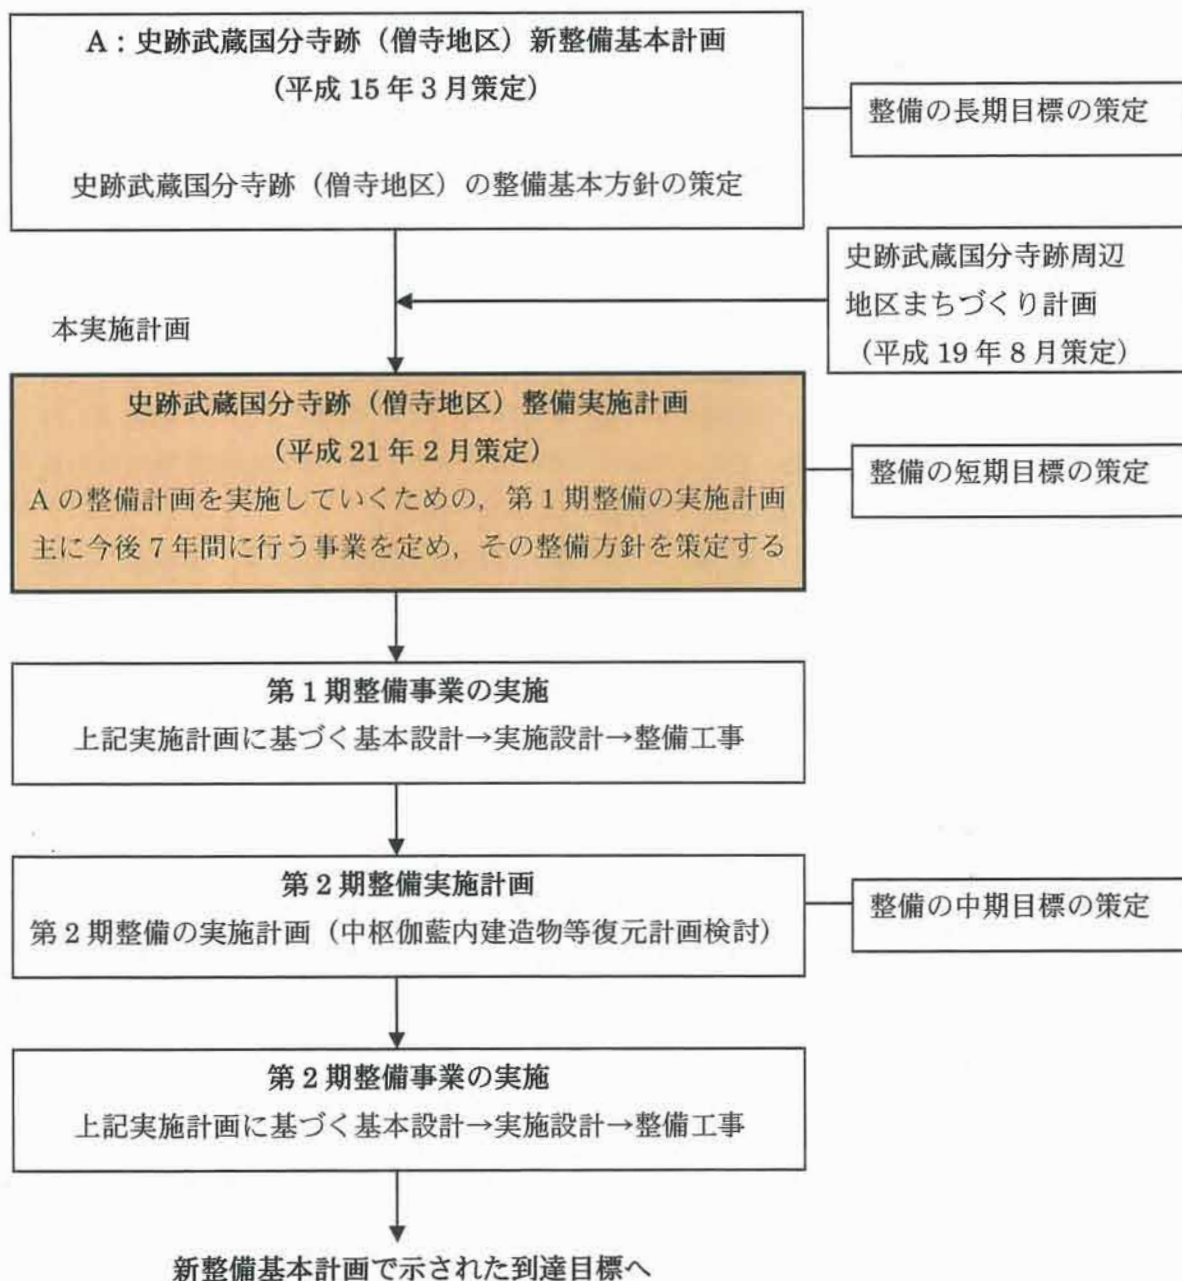 A：史跡武蔵国分寺跡（僧寺地区）新整備基本計画
（平成 15 年 3 月策定）
史跡武蔵国分寺跡（僧寺地区）の整備基本方針の策定
整備の長期目標の策定
史跡武蔵国分寺跡周辺
地区まちづくり計画
（平成 19 年 8 月策定）
本実施計画
史跡武蔵国分寺跡（僧寺地区）整備実施計画
（平成 21 年 2 月策定）
A の整備計画を実施していくための，第 1 期整備の実施計画
主に今後 7 年間に行う事業を定め，その整備方針を策定する
整備の短期目標の策定
第 1 期整備事業の実施
上記実施計画に基づく基本設計→実施設計→整備工事
第 2 期整備実施計画
第 2 期整備の実施計画（中枢伽藍内建造物等復元計画検討）
整備の中期目標の策定
第 2 期整備事業の実施
上記実施計画に基づく基本設計→実施設計→整備工事
新整備基本計画で示された到達目標へ